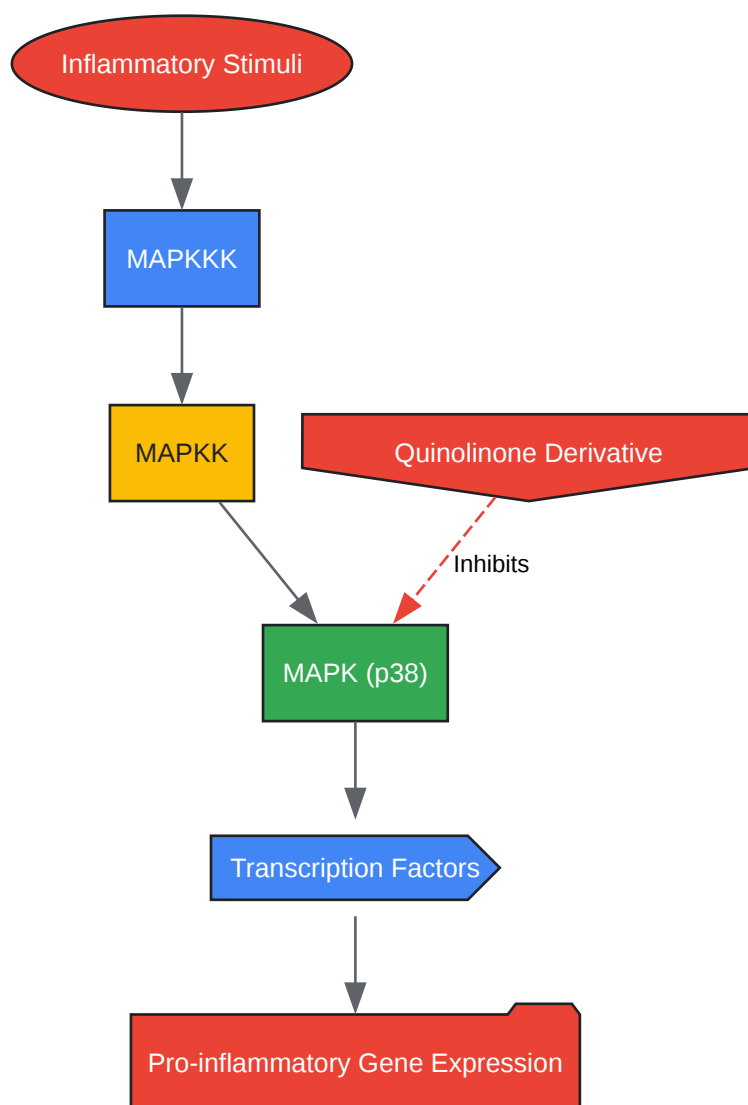 Inflammatory Stimuli
MAPKKK
MAPKK
Quinolinone Derivative
Inhibits
MAPK (p38)
Transcription Factors
Pro-inflammatory Gene Expression